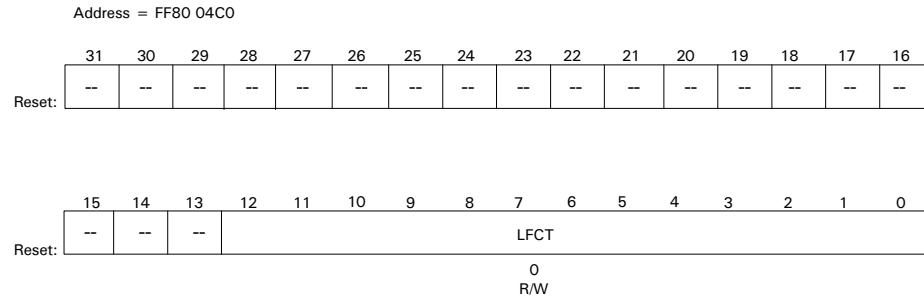 Address = FF80 04C0
31 30 29 28 27 26 25 24 23 22 21 20 19 18 17 16
-- -- -- -- -- -- -- -- -- -- -- -- -- -- -- --
Reset:
15 14 13 12 11 10 9 8 7 6 5 4 3 2 1 0
-- -- -- LFCT
Reset:
0
R/W